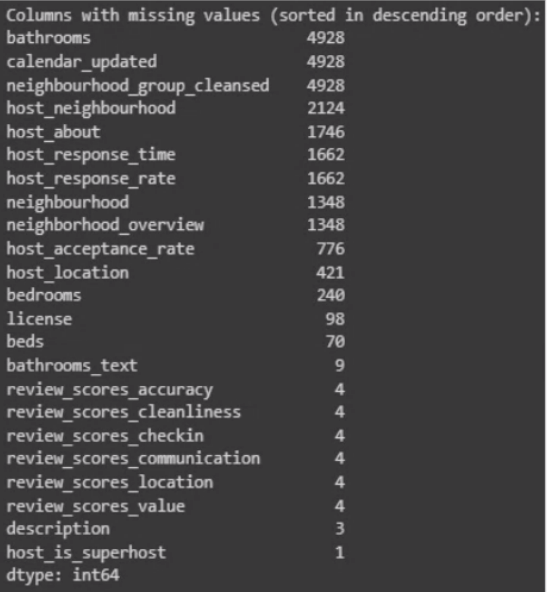 Columns with missing values (sorted in descending order):
bathrooms 4928
calendar_updated 4928
neighbourhood_group_cleansed 4928
host_neighbourhood 2124
host_about 1746
host_response_time 1662
host_response_rate 1662
neighbourhood 1348
neighborhood_overview 1348
host_acceptance_rate 776
host_location 421
bedrooms 240
license 98
beds 70
bathrooms_text 9
review_scores_accuracy 4
review_scores_cleanliness 4
review_scores_checkin 4
review_scores_communication 4
review_scores_location 4
review_scores_value 4
description 3
host_is_superhost 1
dtype: int64